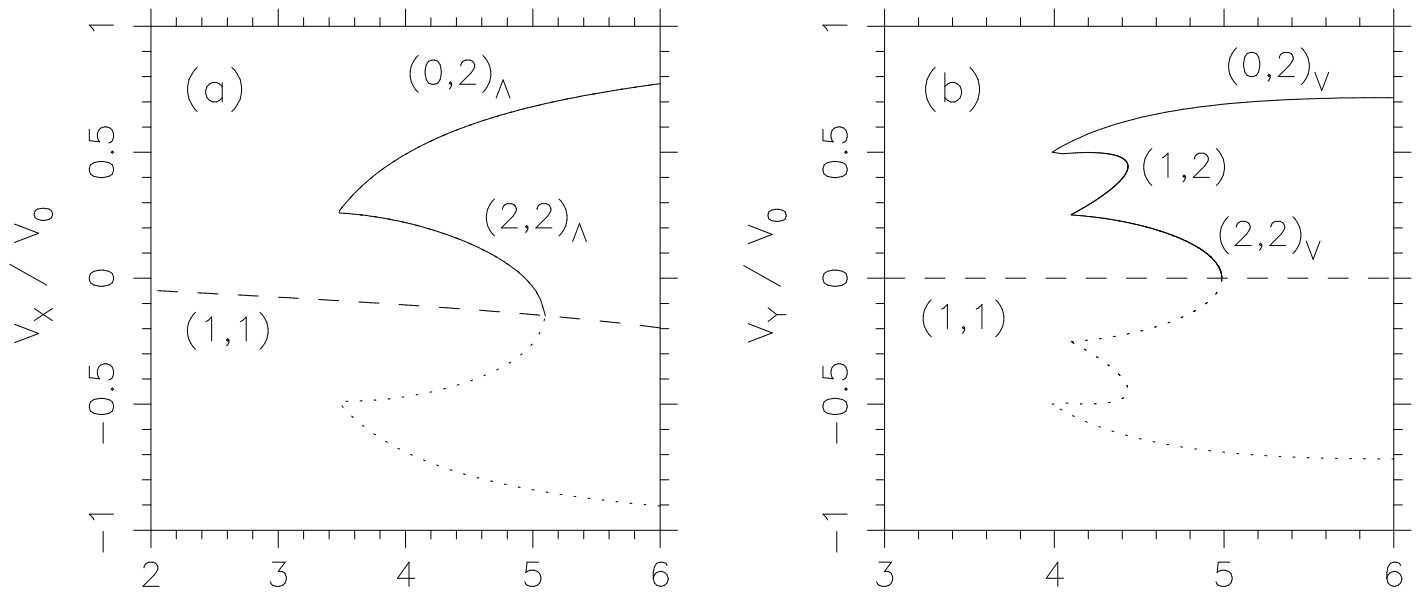 (a)
(0,2)Λ
(2,2)Λ
(1,1)
V_X / V_0
1
0.5
0
−0.5
−1
2 3 4 5 6
(b)
(0,2)V
(1,2)
(2,2)V
(1,1)
V_Y / V_0
1
0.5
0
−0.5
−1
3 4 5 6